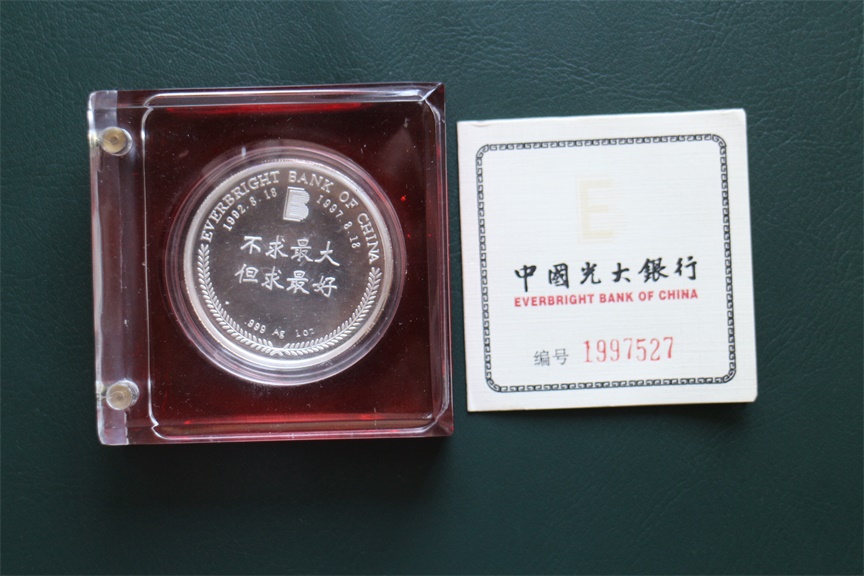 EVERBRIGHT BANK OF CHINA
1992.8.18 1997.8.18
不求最大
但求最好
.999 Ag 1oz
中國光大銀行
EVERBRIGHT BANK OF CHINA
编号 1997527